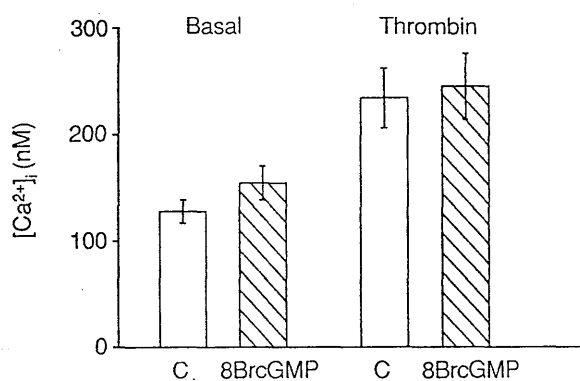 300
Basal Thrombin
200
[Ca²⁺]ᵢ (nM)
100
0
C 8BrcGMP C 8BrcGMP